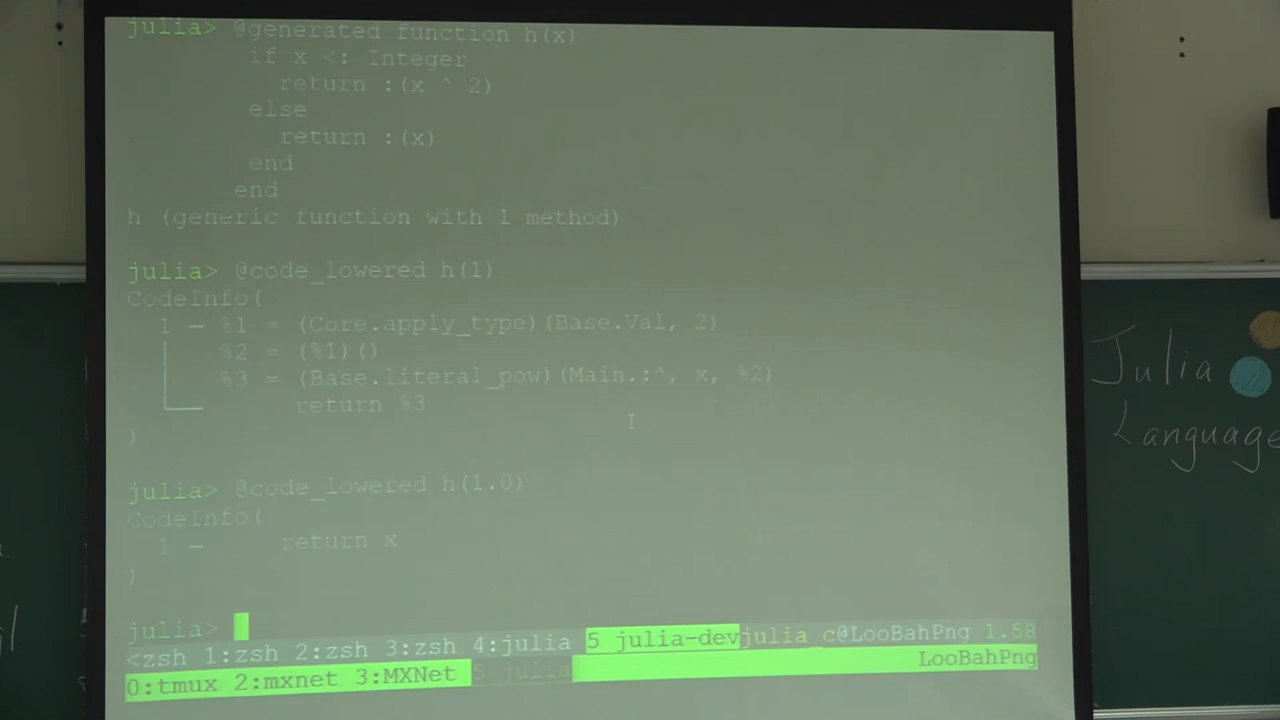 julia> @generated function h(x)
if x <: Integer
return :(x ^ 2)
else
return :(x)
end
end
h (generic function with 1 method)
julia> @code_lowered h(1)
CodeInfo(
1 — %1 = (Core.apply_type)(Base.Val, 2)
%2 = (%1)()
%3 = (Base.literal_pow)(Main.:^, x, %2)
return %3
)
julia> @code_lowered h(1.0)
CodeInfo(
1 — return x
)
julia>
<zsh 1:zsh 2:zsh 3:zsh 4:julia 5 julia-devjulia c@LooBahPng 1.58
0:tmux 2:mxnet 3:MXNet 5 julia LooBahPng
Julia
Language